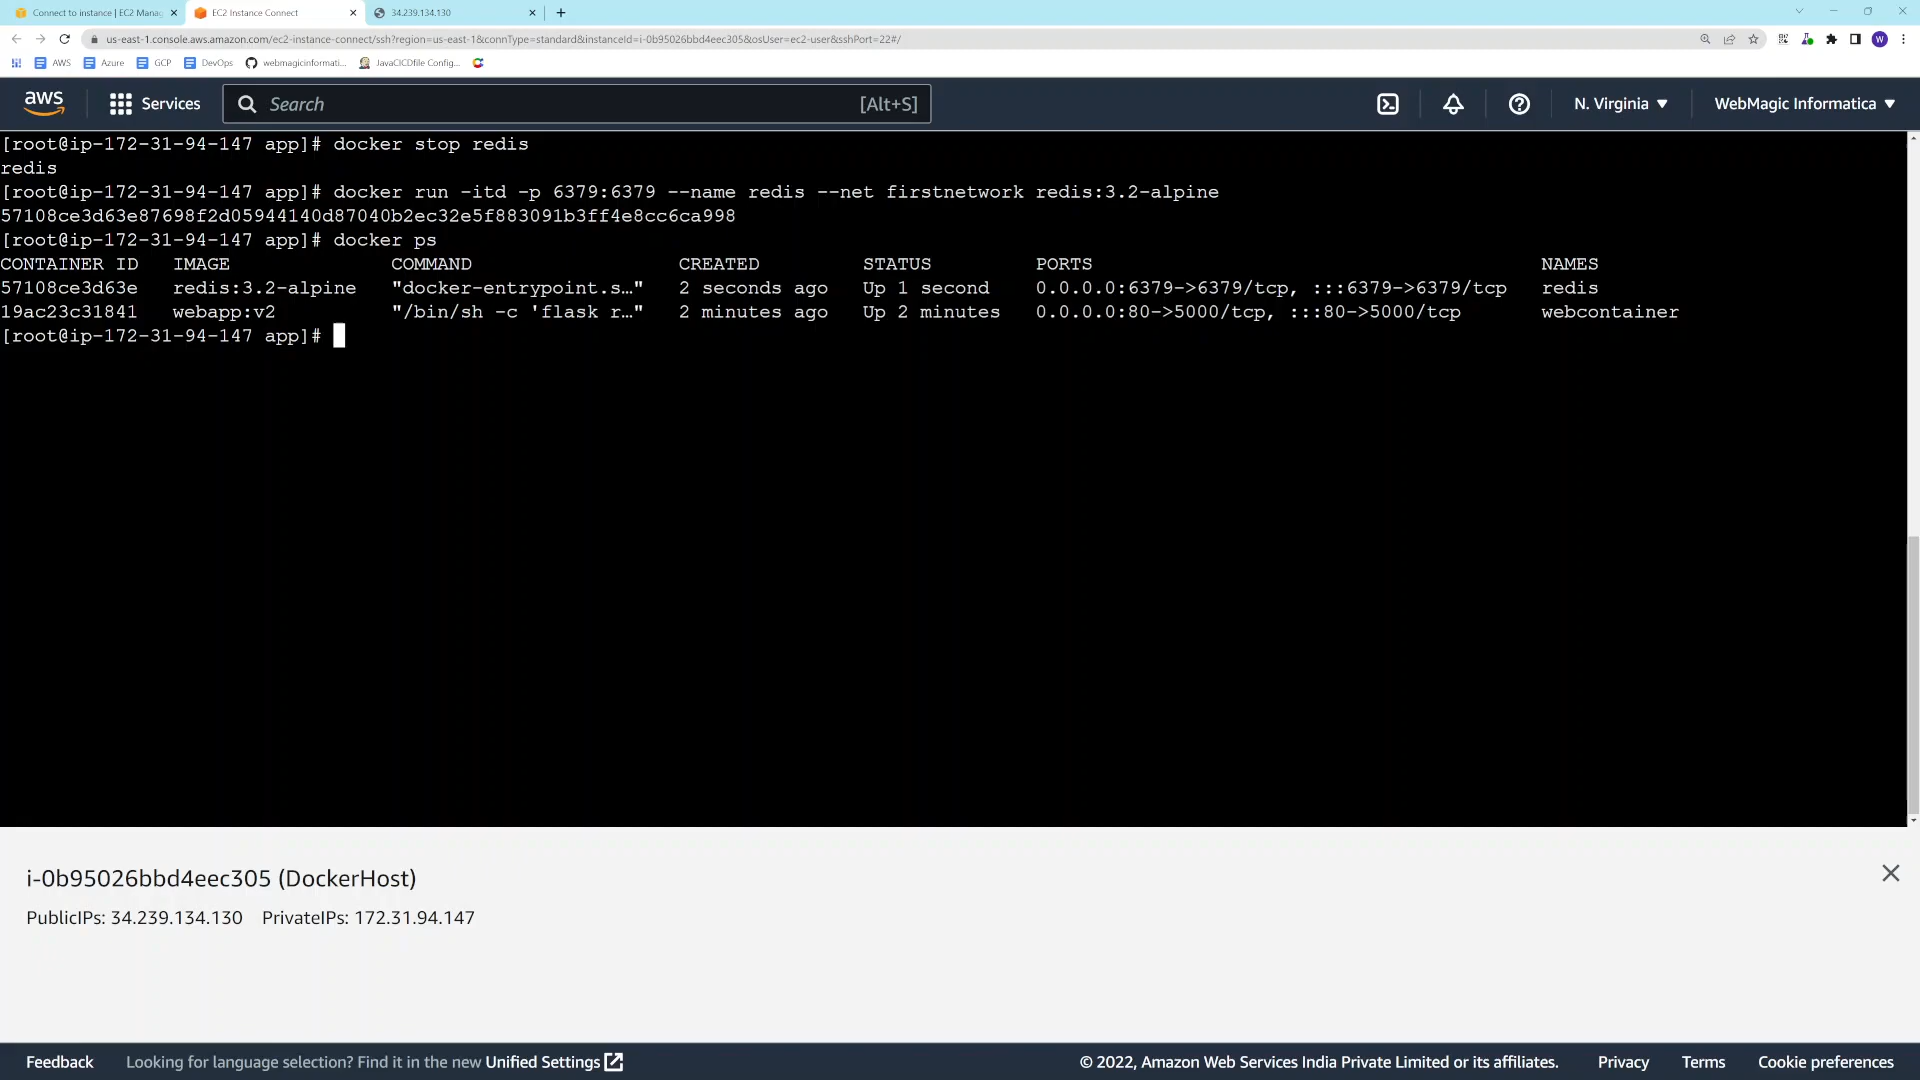 Connect to instance | EC2 Manag
EC2 Instance Connect
34.239.134.130
us-east-1.console.aws.amazon.com/ec2-instance-connect/ssh?region=us-east-1&connType=standard&instanceId=i-0b95026bbd4eec305&osUser=ec2-user&sshPort=22#/
W
AWS
Azure
GCP
DevOps
webmagicinformati...
JavaCICDfile Config...
aws
Services
Search
[Alt+S]
N. Virginia
WebMagic Informatica
[root@ip-172-31-94-147 app]# docker stop redis
redis
[root@ip-172-31-94-147 app]# docker run -itd -p 6379:6379 --name redis --net firstnetwork redis:3.2-alpine
57108ce3d63e87698f2d05944140d87040b2ec32e5f883091b3ff4e8cc6ca998
[root@ip-172-31-94-147 app]# docker ps
CONTAINER ID IMAGE COMMAND CREATED STATUS PORTS NAMES
57108ce3d63e redis:3.2-alpine "docker-entrypoint.s…" 2 seconds ago Up 1 second 0.0.0.0:6379->6379/tcp, :::6379->6379/tcp redis
19ac23c31841 webapp:v2 "/bin/sh -c 'flask r…" 2 minutes ago Up 2 minutes 0.0.0.0:80->5000/tcp, :::80->5000/tcp webcontainer
[root@ip-172-31-94-147 app]#
i-0b95026bbd4eec305 (DockerHost)
PublicIPs: 34.239.134.130 PrivateIPs: 172.31.94.147
Feedback
Looking for language selection? Find it in the new Unified Settings
© 2022, Amazon Web Services India Private Limited or its affiliates.
Privacy
Terms
Cookie preferences